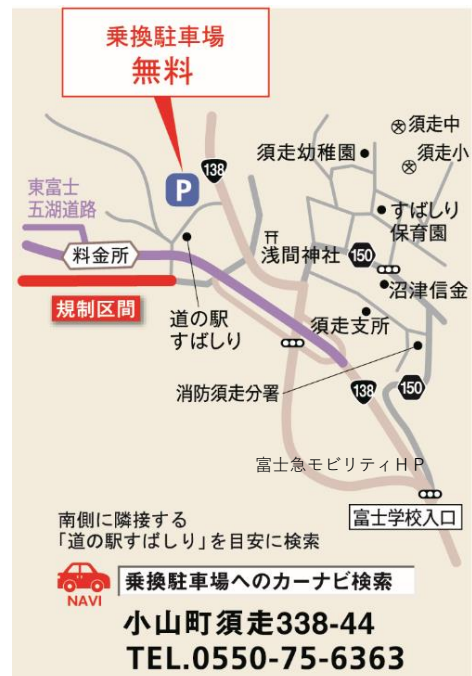 乗換駐車場
無料
138
P
須走中
須走小
須走幼稚園
東富士
五湖道路
すばしり
保育園
浅間神社
150
料金所
沼津信金
規制区間
道の駅
すばしり
須走支所
消防須走分署
138
150
富士急モビリティHP
富士学校入口
南側に隣接する
「道の駅すばしり」を目安に検索
NAVI
乗換駐車場へのカーナビ検索
小山町須走338-44
TEL.0550-75-6363